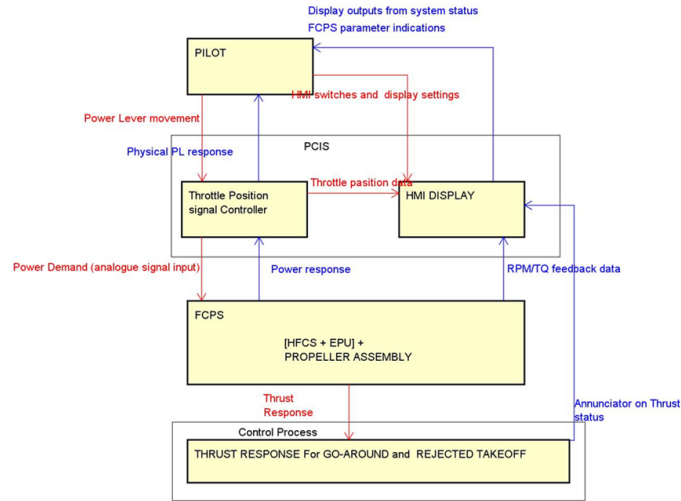 Display outputs from system status
FCPS parameter indications
PILOT
HMI switches and display settings
Power Lever movement
PCIS
Physical PL response
Throttle pasition data
Throttle Position
signal Controller
HMI DISPLAY
Power Demand (analogue signal input)
Power response
RPM/TQ feedback data
FCPS
[HFCS + EPU] +
PROPELLER ASSEMBLY
Thrust
Response
Annunciator on Thrust
status
Control Process
THRUST RESPONSE For GO-AROUND and REJECTED TAKEOFF